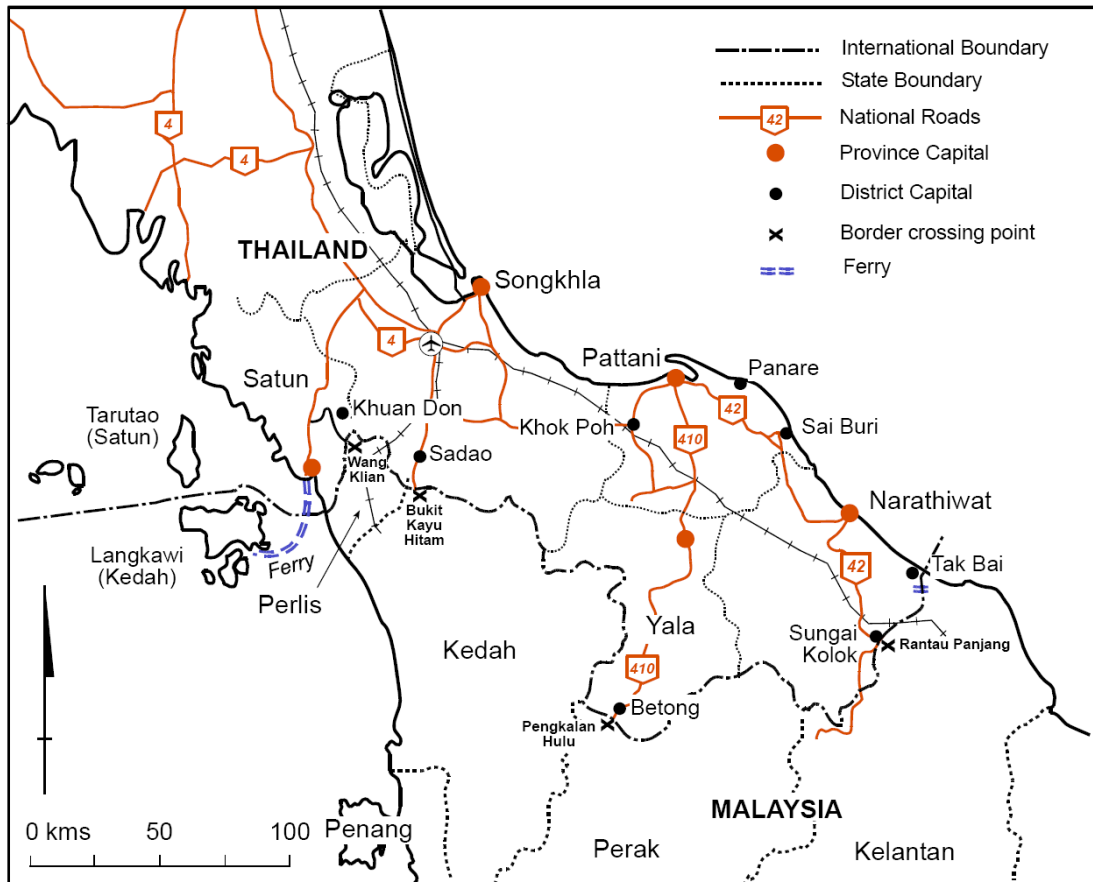 International Boundary
State Boundary
42
National Roads
Province Capital
District Capital
Border crossing point
Ferry
4
4
THAILAND
Songkhla
4
Pattani
Panare
Satun
Khuan Don
42
Tarutao
(Satun)
Khok Poh
410
Sai Buri
Wang
Klian
Sadao
Bukit
Kayu
Hitam
Narathiwat
Langkawi
(Kedah)
Ferry
Perlis
42
Tak Bai
Kedah
Yala
Sungai
Kolok
Rantau Panjang
410
Betong
Pengkalan
Hulu
MALAYSIA
0 kms
50
100
Penang
Perak
Kelantan